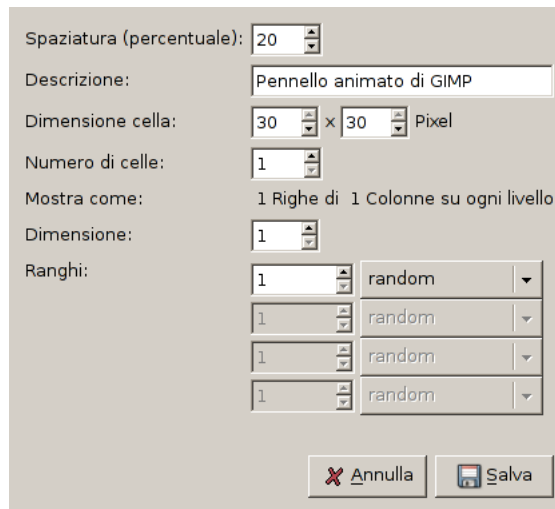 Spaziatura (percentuale): 20
Descrizione: Pennello animato di GIMP
Dimensione cella: 30 x 30 Pixel
Numero di celle: 1
Mostra come: 1 Righe di 1 Colonne su ogni livello
Dimensione: 1
Ranghi: 1 random
1 random
1 random
1 random
Annulla Salva